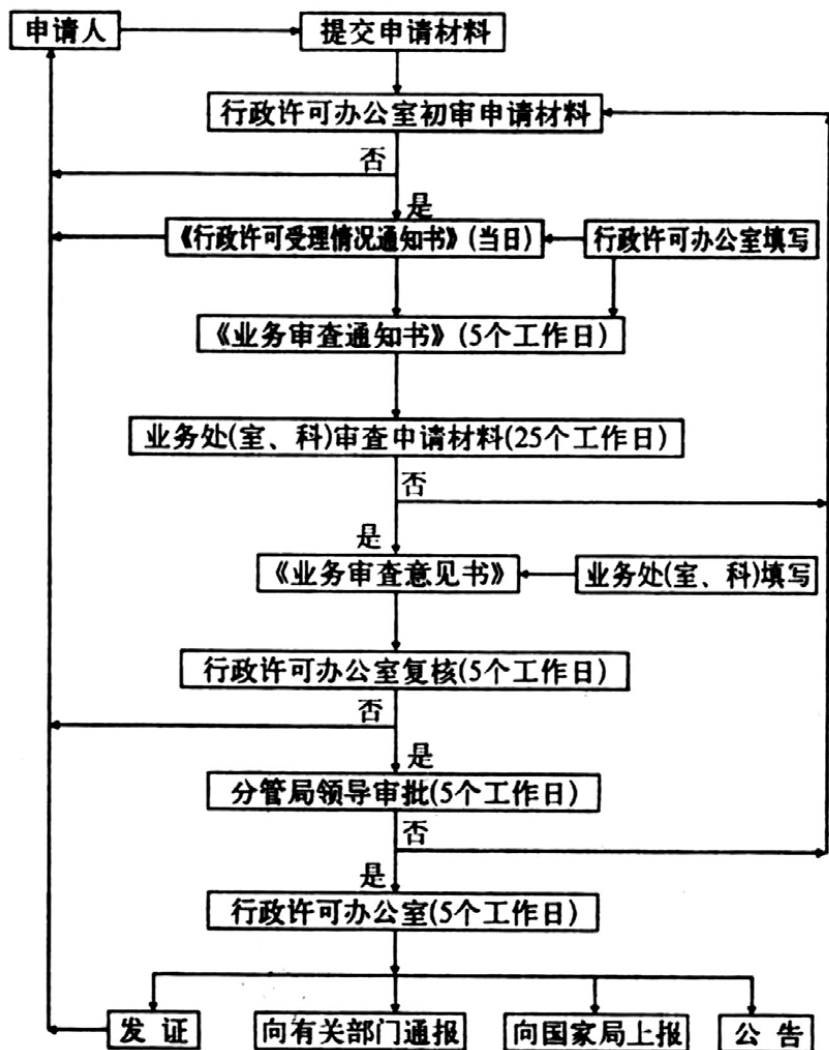 申请人
提交申请材料
行政许可办公室初审申请材料
否
是
《行政许可受理情况通知书》(当日)
行政许可办公室填写
《业务审查通知书》(5个工作日)
业务处(室、科)审查申请材料(25个工作日)
否
是
《业务审查意见书》
业务处(室、科)填写
行政许可办公室复核(5个工作日)
否
是
分管局领导审批(5个工作日)
否
是
行政许可办公室(5个工作日)
发 证
向有关部门通报
向国家局上报
公 告